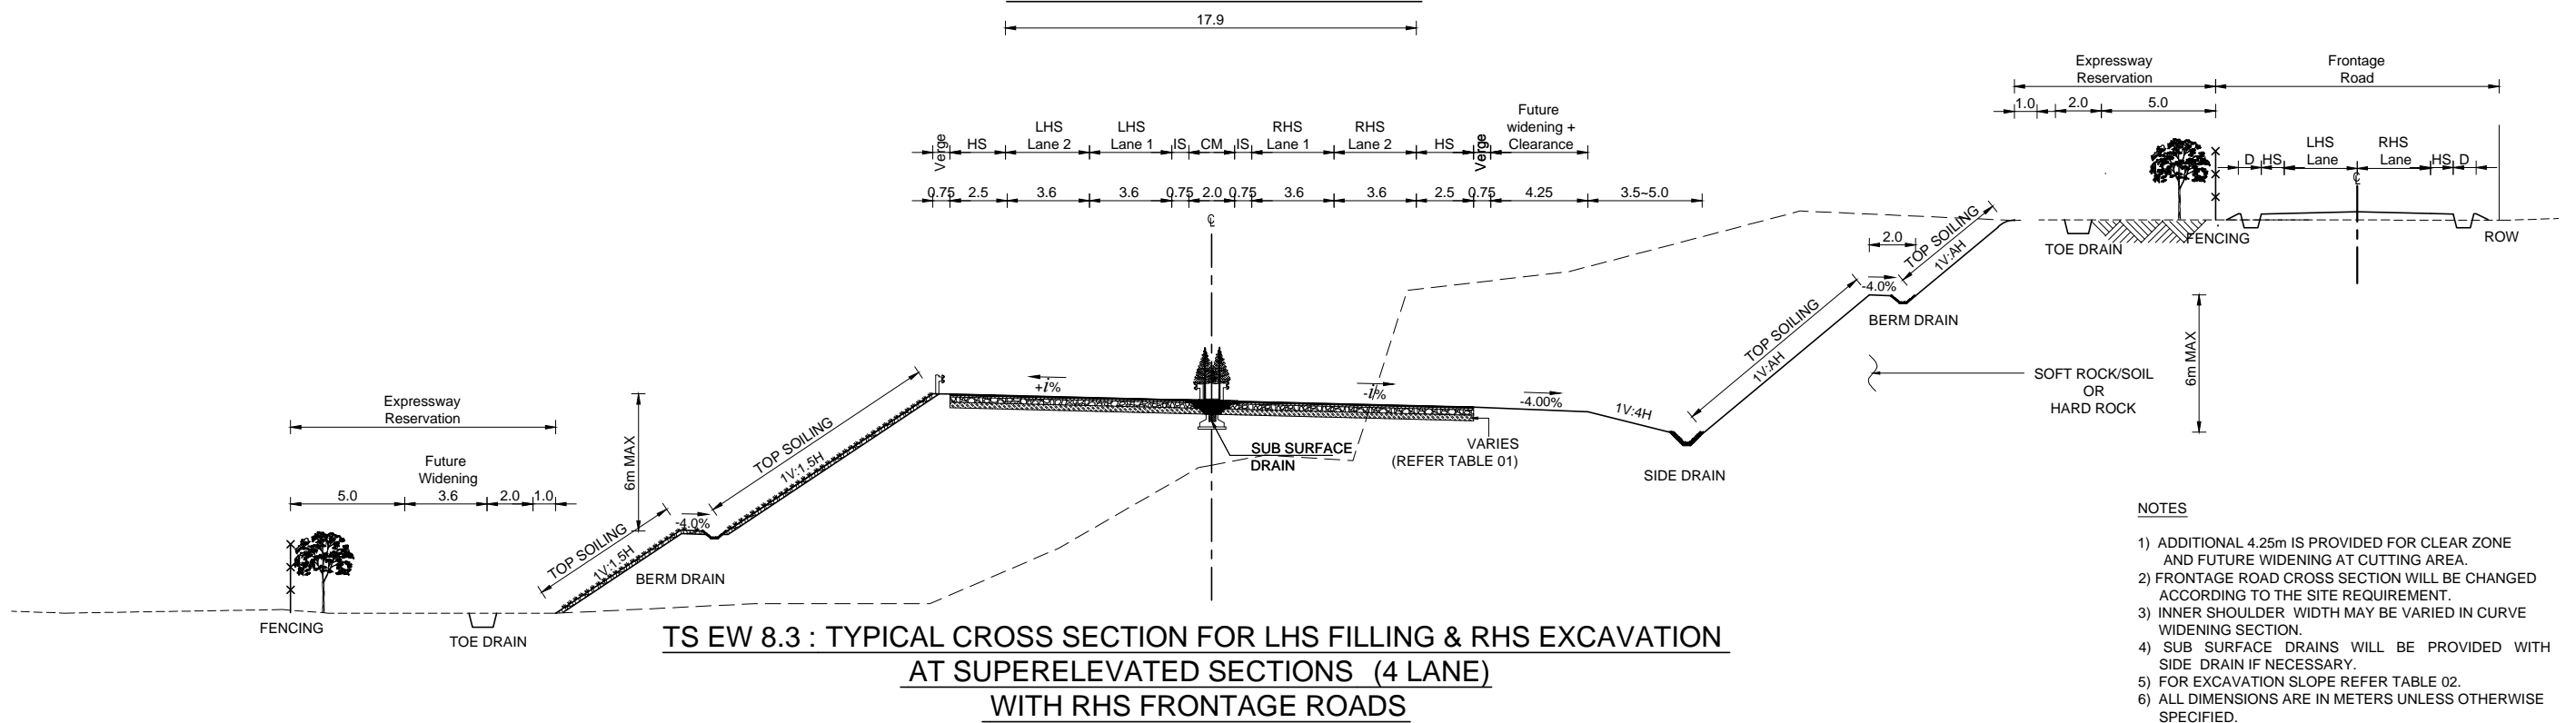 17.9
Expressway
Reservation
Frontage
Road
1.0
2.0
5.0
Verge
HS
LHS
Lane 2
LHS
Lane 1
IS
CM
IS
RHS
Lane 1
RHS
Lane 2
HS
Verge
Future
widening +
Clearance
D
HS
LHS
Lane
RHS
Lane
HS
D
0.75
2.5
3.6
3.6
0.75
2.0
0.75
3.6
3.6
2.5
0.75
4.25
3.5~5.0
℄
℄
TOP SOILING
1V:AH
2.0
-4.0%
BERM DRAIN
TOE DRAIN
FENCING
ROW
TOP SOILING
1V:AH
6m MAX
SOFT ROCK/SOIL
OR
HARD ROCK
+i%
-i%
-4.00%
1V:4H
SUB SURFACE
DRAIN
VARIES
(REFER TABLE 01)
SIDE DRAIN
Expressway
Reservation
Future
Widening
5.0
3.6
2.0
1.0
6m MAX
TOP SOILING
1V:1.5H
-4.0%
TOP SOILING
1V:1.5H
BERM DRAIN
FENCING
TOE DRAIN
TS EW 8.3 : TYPICAL CROSS SECTION FOR LHS FILLING & RHS EXCAVATION
AT SUPERELEVATED SECTIONS (4 LANE)
WITH RHS FRONTAGE ROADS
NOTES
1) ADDITIONAL 4.25m IS PROVIDED FOR CLEAR ZONE
AND FUTURE WIDENING AT CUTTING AREA.
2) FRONTAGE ROAD CROSS SECTION WILL BE CHANGED
ACCORDING TO THE SITE REQUIREMENT.
3) INNER SHOULDER WIDTH MAY BE VARIED IN CURVE
WIDENING SECTION.
4) SUB SURFACE DRAINS WILL BE PROVIDED WITH
SIDE DRAIN IF NECESSARY.
5) FOR EXCAVATION SLOPE REFER TABLE 02.
6) ALL DIMENSIONS ARE IN METERS UNLESS OTHERWISE
SPECIFIED.